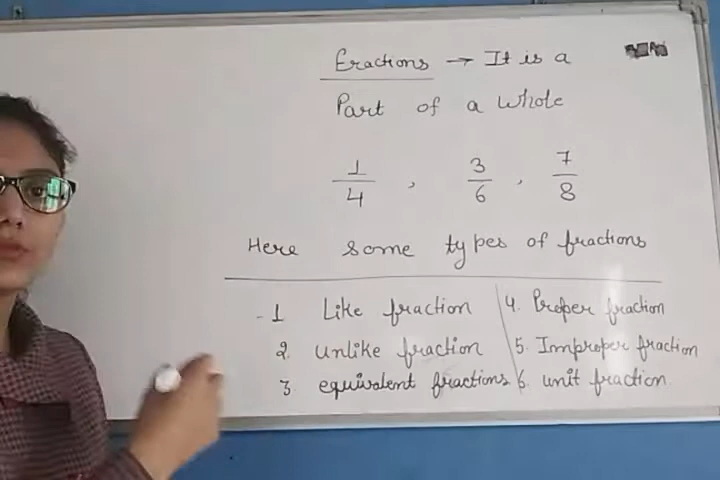 Fractions → It is a
Part of a whole
1/4 , 3/6 , 7/8
Here some types of fractions
1 Like fraction
2. unlike fraction
3. equivalent fractions
4. Proper fraction
5. Improper fraction
6. unit fraction